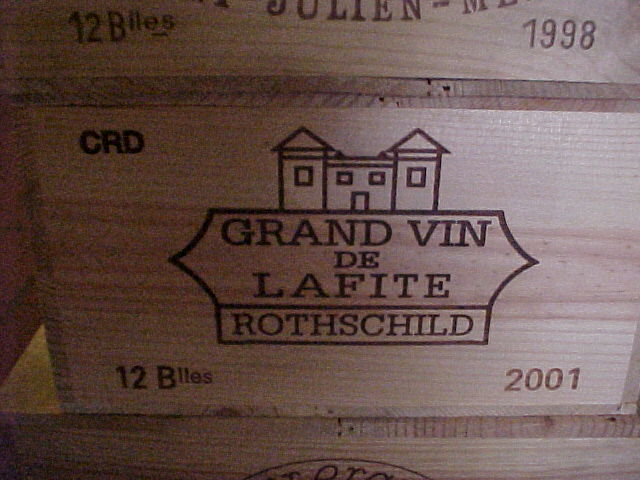 12 Blles
JULIEN-
1998
CRD
GRAND VIN
DE
LAFITE
ROTHSCHILD
12 Blles
2001